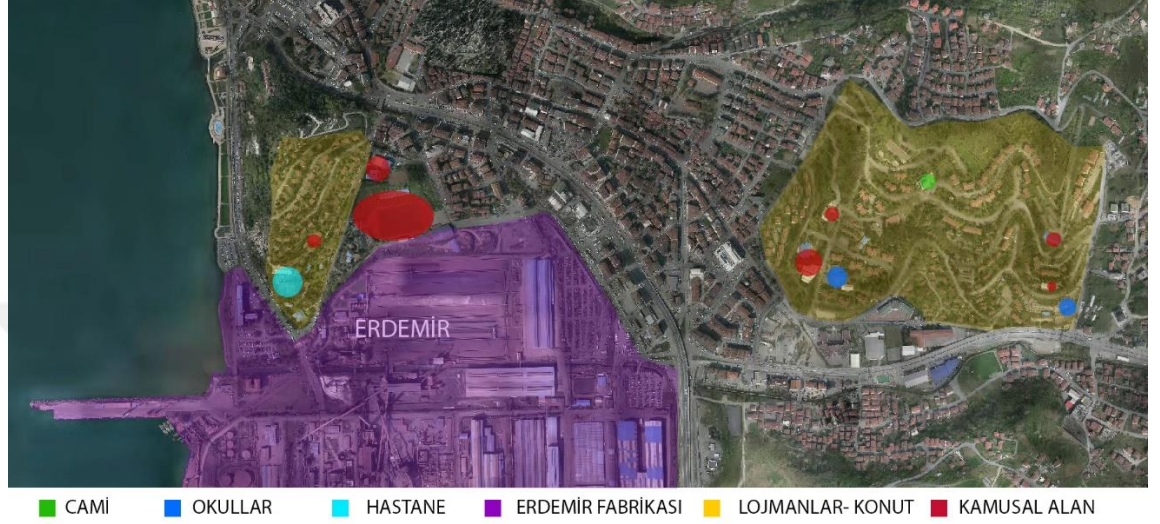 ERDEMİR
CAMİ OKULLAR HASTANE ERDEMİR FABRİKASI LOJMANLAR- KONUT KAMUSAL ALAN